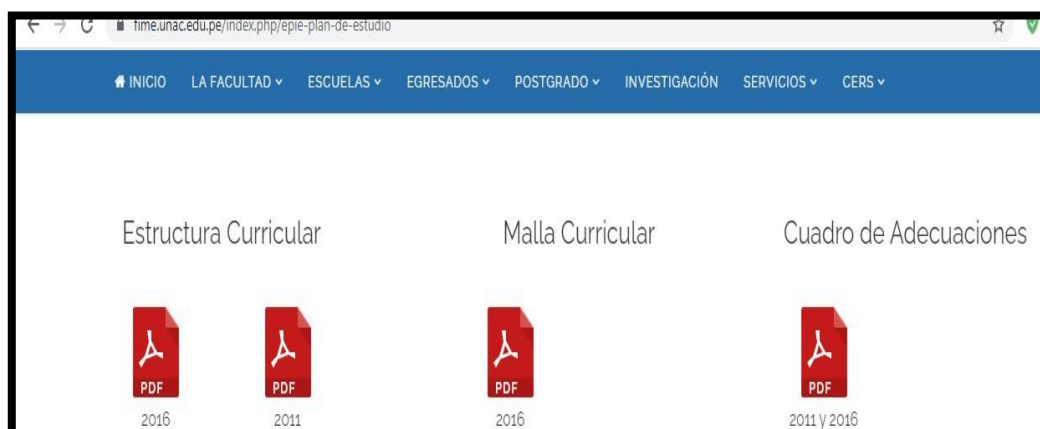 fime.unac.edu.pe/index.php/epie-plan-de-estudio
INICIO LA FACULTAD ESCUELAS EGRESADOS POSTGRADO INVESTIGACIÓN SERVICIOS CERS
Estructura Curricular Malla Curricular Cuadro de Adecuaciones
PDF PDF PDF PDF
2016 2011 2016 2011 y 2016